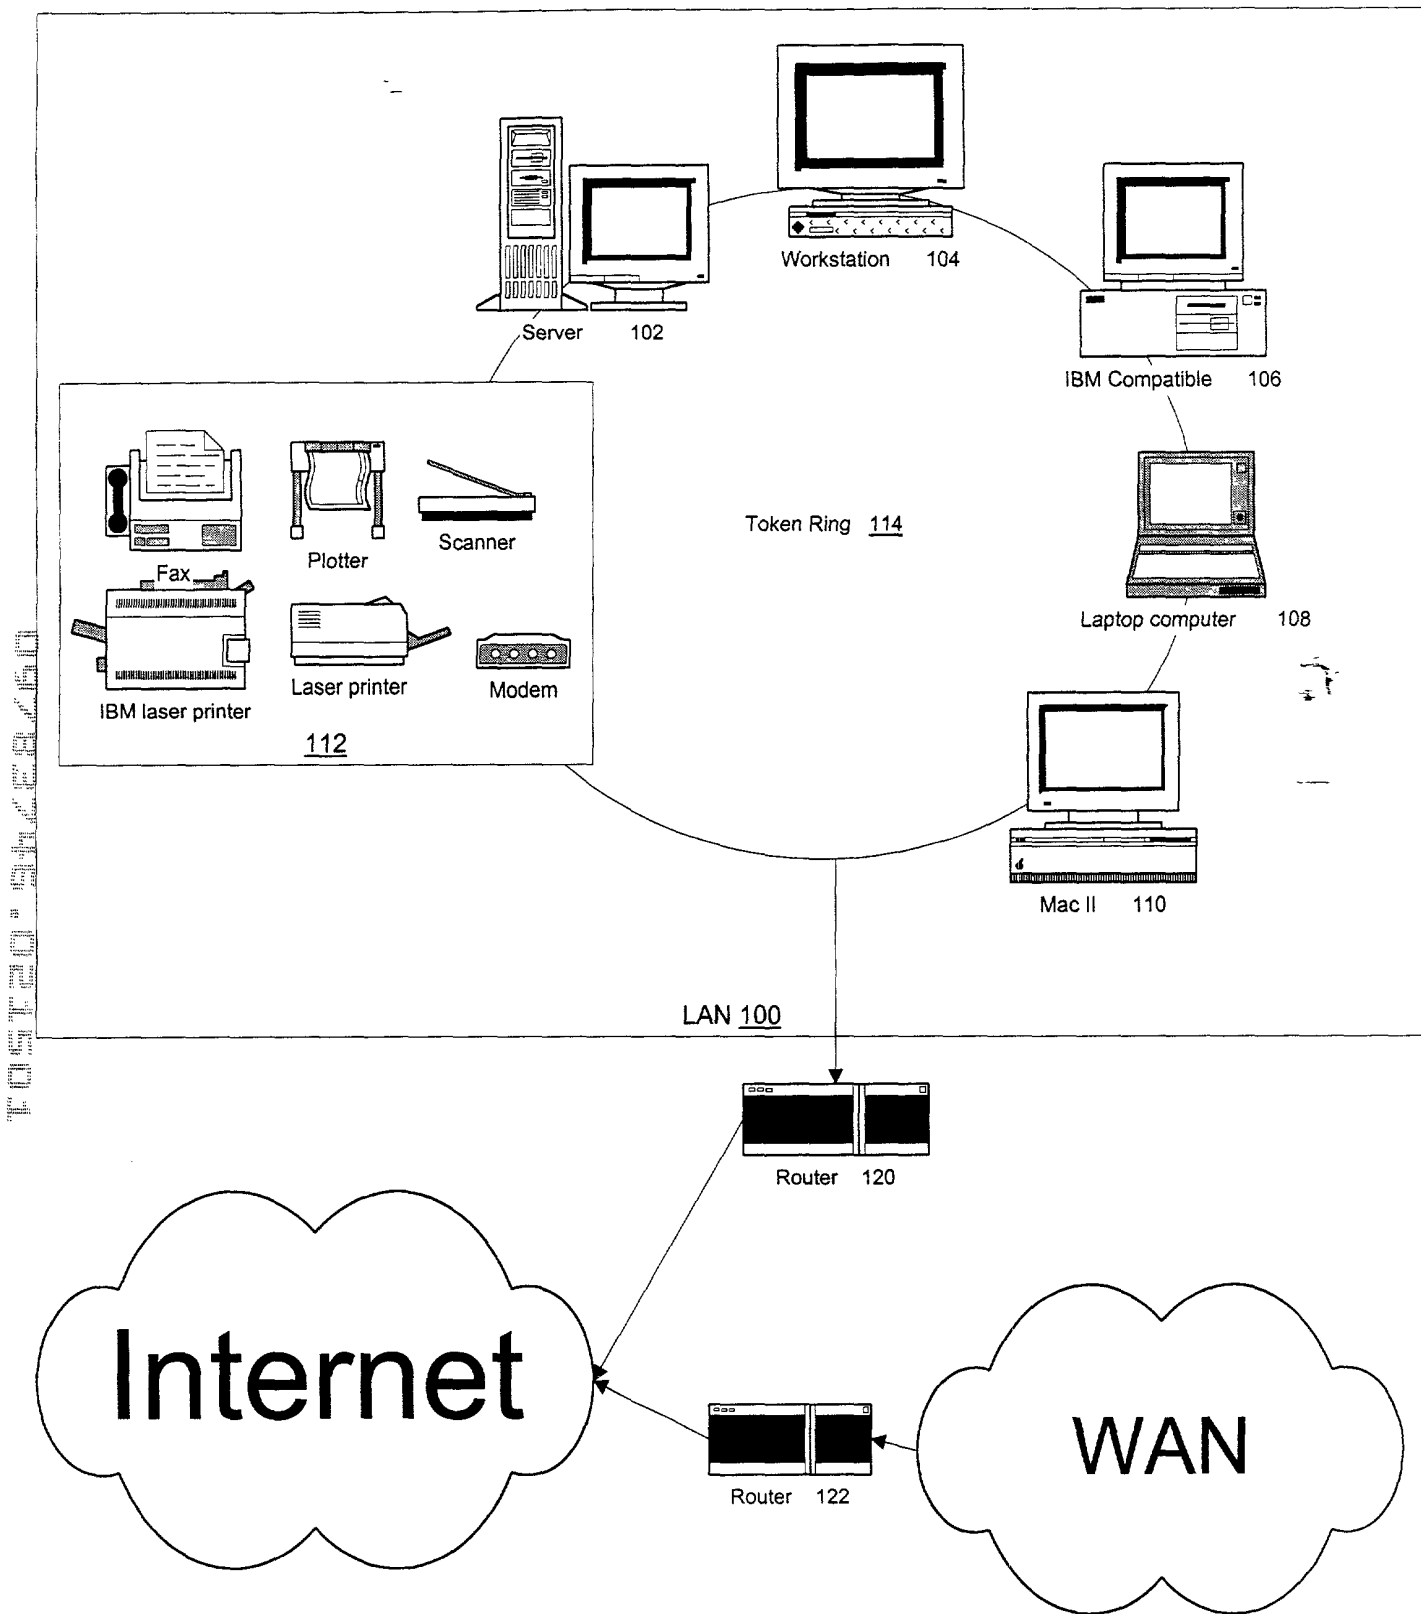 Workstation 104
Server 102
IBM Compatible 106
Fax
Plotter
Scanner
Token Ring 114
IBM laser printer
Laser printer
Modem
112
Laptop computer 108
Mac II 110
LAN 100
Router 120
Internet
WAN
Router 122